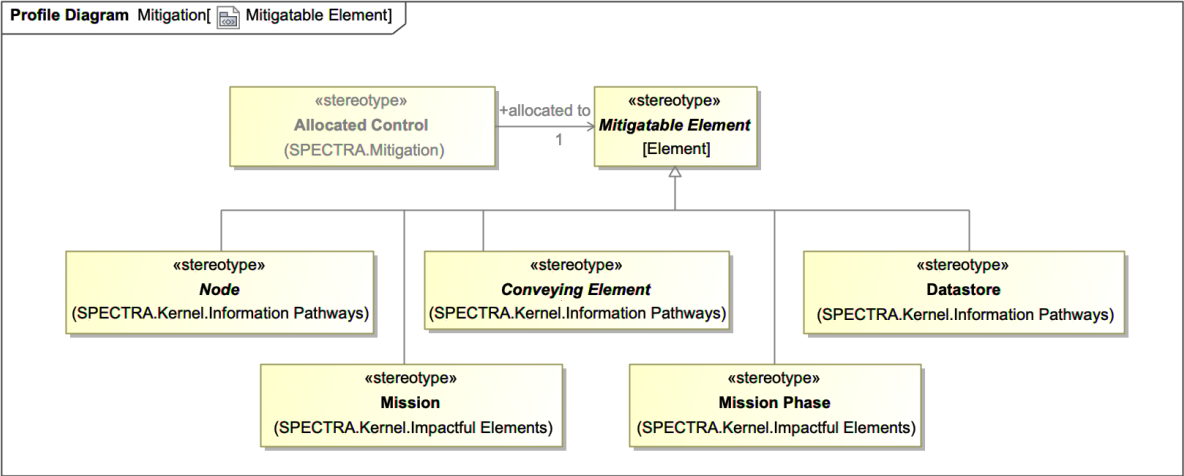 Profile Diagram Mitigation[ Mitigatable Element]
«stereotype»
Allocated Control
(SPECTRA.Mitigation)
+allocated to
1
«stereotype»
Mitigatable Element
[Element]
«stereotype»
Node
(SPECTRA.Kernel.Information Pathways)
«stereotype»
Conveying Element
(SPECTRA.Kernel.Information Pathways)
«stereotype»
Datastore
(SPECTRA.Kernel.Information Pathways)
«stereotype»
Mission
(SPECTRA.Kernel.Impactful Elements)
«stereotype»
Mission Phase
(SPECTRA.Kernel.Impactful Elements)